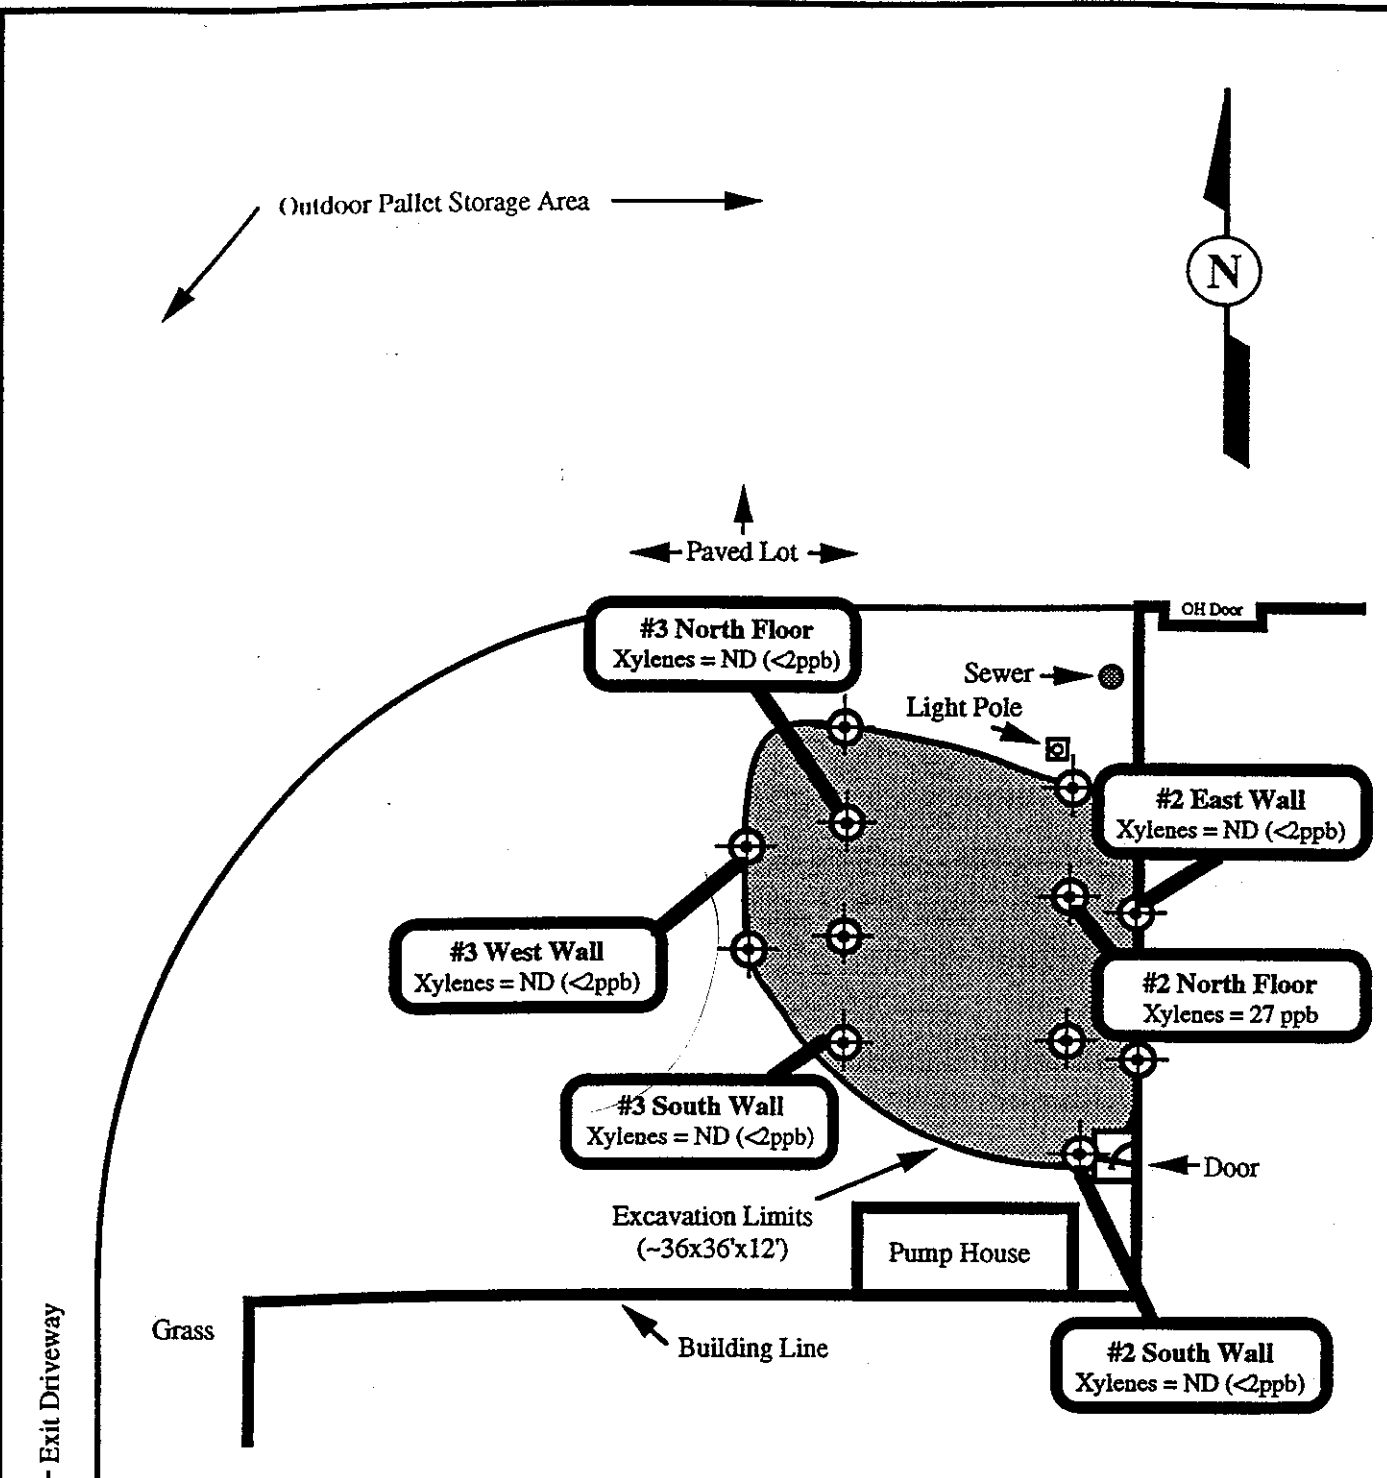 Outdoor Pallet Storage Area
N
Paved Lot
OH Door
#3 North Floor
Xylenes = ND (<2ppb)
Sewer
Light Pole
#2 East Wall
Xylenes = ND (<2ppb)
#3 West Wall
Xylenes = ND (<2ppb)
#2 North Floor
Xylenes = 27 ppb
#3 South Wall
Xylenes = ND (<2ppb)
Door
Excavation Limits
(~36x36'x12')
Pump House
Grass
Building Line
#2 South Wall
Xylenes = ND (<2ppb)
Exit Driveway